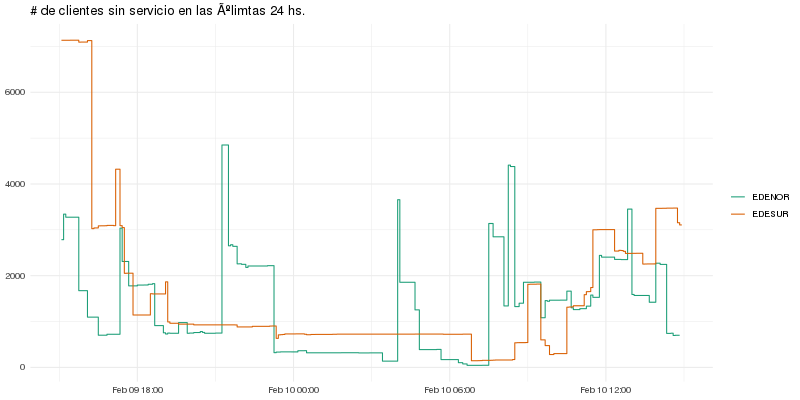 # de clientes sin servicio en las Ãºlimtas 24 hs.
6000
4000
2000
0
Feb 09 18:00
Feb 10 00:00
Feb 10 06:00
Feb 10 12:00
EDENOR
EDESUR